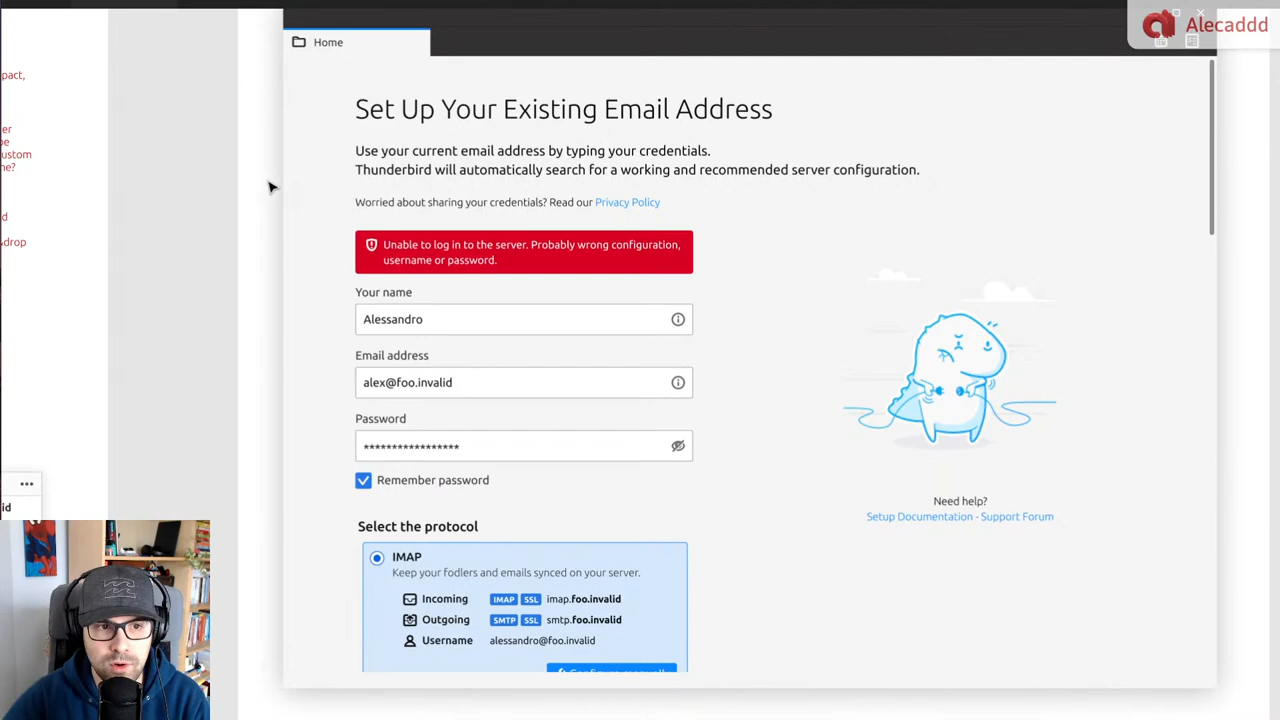 Alecaddd
Home
pact,
er
e
ustom
ne?
d
&drop
Set Up Your Existing Email Address
Use your current email address by typing your credentials.
Thunderbird will automatically search for a working and recommended server configuration.
Worried about sharing your credentials? Read our Privacy Policy
Unable to log in to the server. Probably wrong configuration,
username or password.
Your name
Alessandro
Email address
alex@foo.invalid
Password
*****************
Remember password
Select the protocol
IMAP
Keep your fodlers and emails synced on your server.
Incoming IMAP SSL imap.foo.invalid
Outgoing SMTP SSL smtp.foo.invalid
Username alessandro@foo.invalid
Need help?
Setup Documentation - Support Forum
id